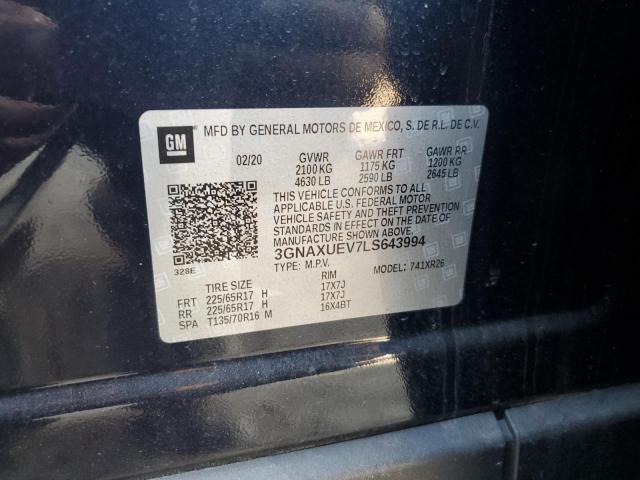 GM MFD BY GENERAL MOTORS DE MEXICO, S. DE R.L. DE C.V.
02/20 GVWR GAWR FRT GAWR RR
2100 KG 1175 KG 1200 KG
4630 LB 2590 LB 2645 LB
THIS VEHICLE CONFORMS TO ALL
APPLICABLE U.S. FEDERAL MOTOR
VEHICLE SAFETY AND THEFT PREVENTION
STANDARDS IN EFFECT ON THE DATE OF
MANUFACTURE SHOWN ABOVE.
3GNAXUEV7LS643994
328E TYPE: M.P.V. MODEL: 741XR26
TIRE SIZE RIM
FRT 225/65R17 H 17X7J
RR 225/65R17 H 17X7J
SPA T135/70R16 M 16X4BT